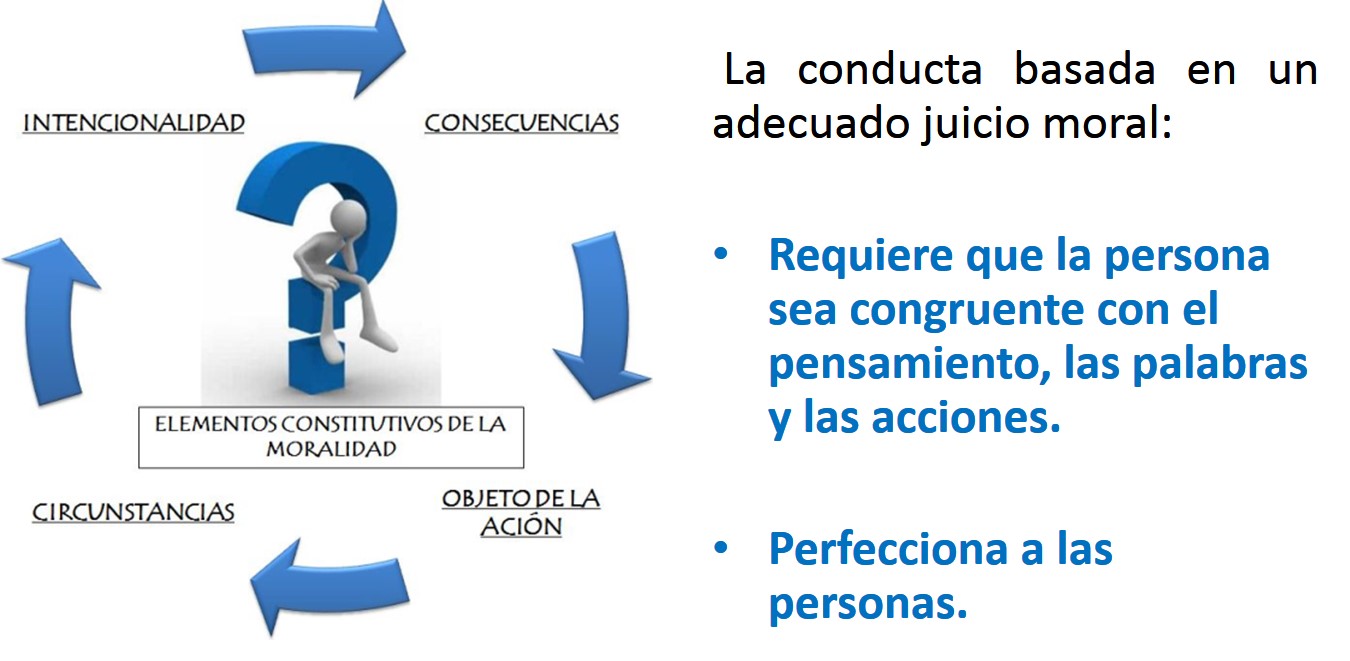 INTENCIONALIDAD
CONSECUENCIAS
ELEMENTOS CONSTITUTIVOS DE LA
MORALIDAD
CIRCUNSTANCIAS
OBJETO DE LA
ACIÓN
La conducta basada en un
adecuado juicio moral:
• Requiere que la persona
sea congruente con el
pensamiento, las palabras
y las acciones.
• Perfecciona a las
personas.